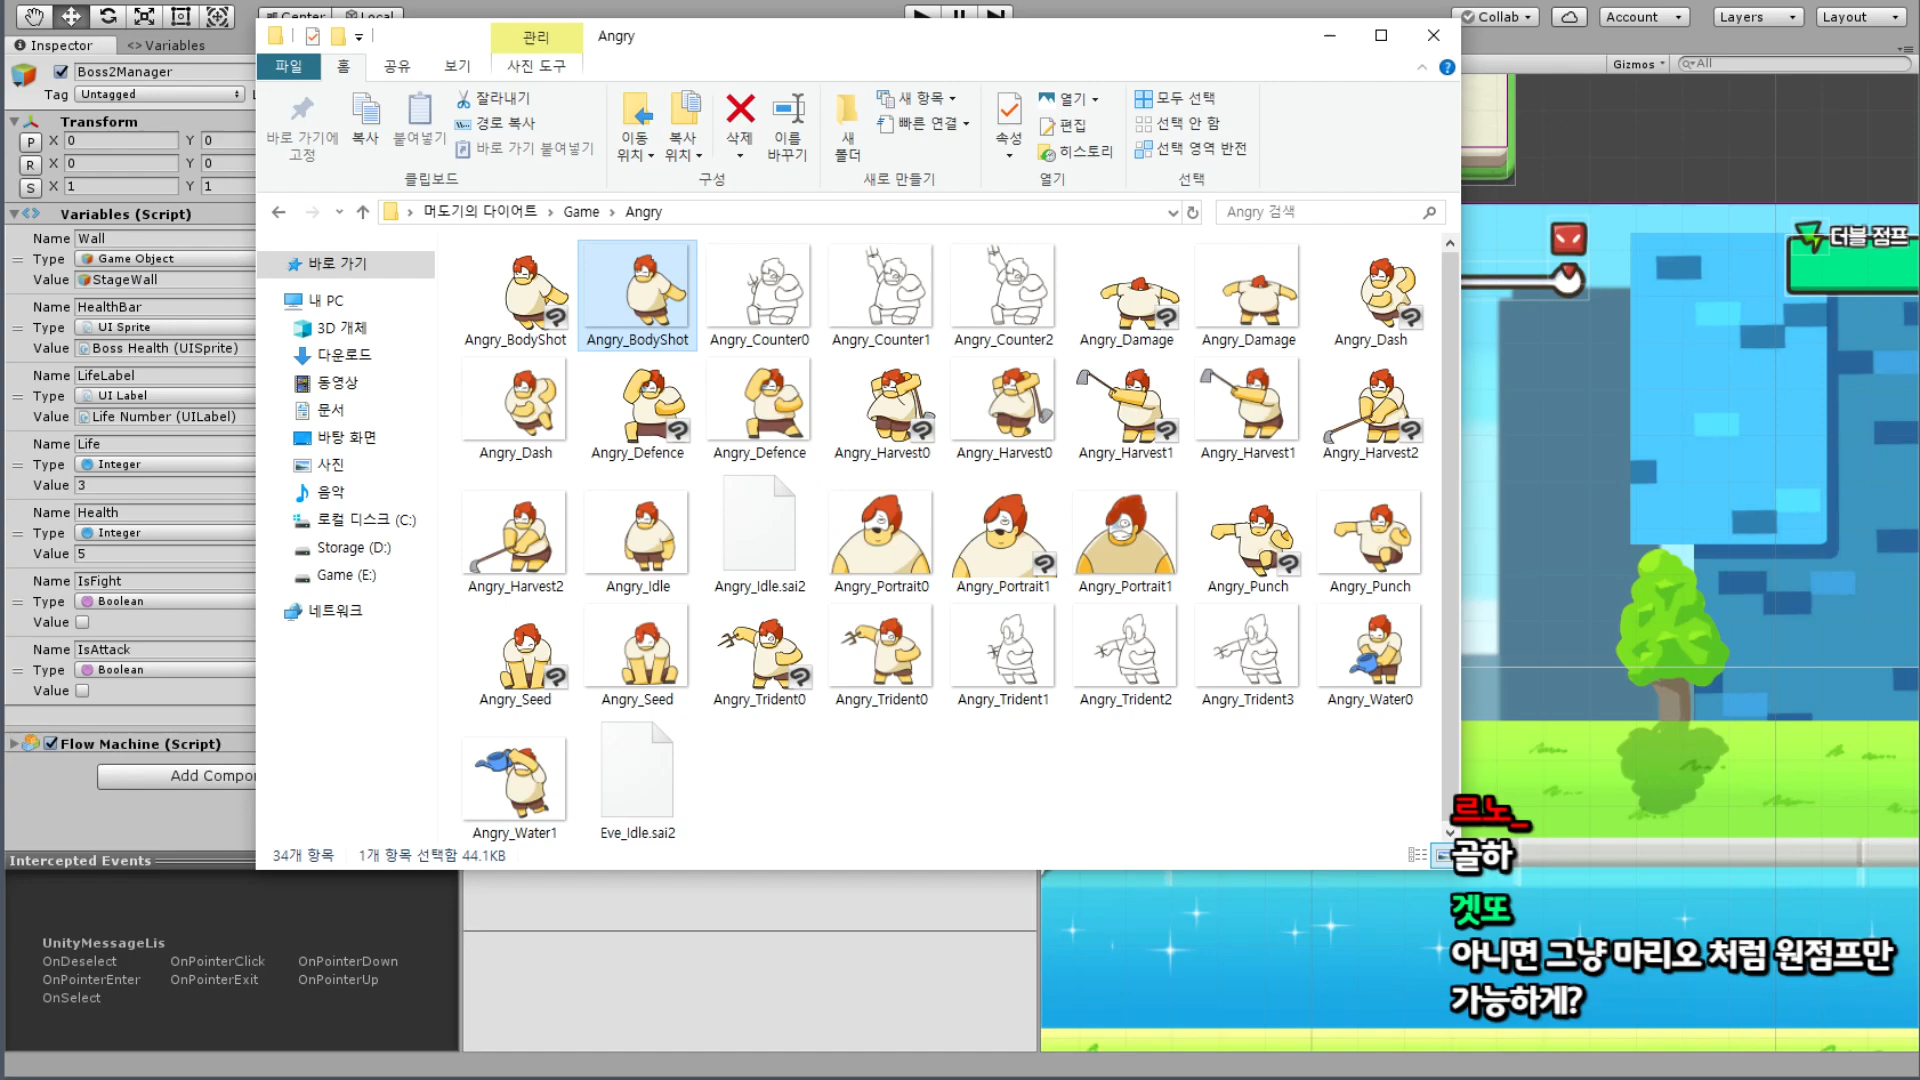 Center
Local
Collab
Account
Layers
Layout
Inspector
<> Variables
Boss2Manager
Tag Untagged
Transform
P X 0 Y 0
R X 0 Y 0
S X 1 Y 1
Variables (Script)
Name Wall
Type Game Object
Value StageWall
Name HealthBar
Type UI Sprite
Value Boss Health (UISprite)
Name LifeLabel
Type UI Label
Value Life Number (UILabel)
Name Life
Type Integer
Value 3
Name Health
Type Integer
Value 5
Name IsFight
Type Boolean
Value
Name IsAttack
Type Boolean
Value
Flow Machine (Script)
Add Compo
Intercepted Events
UnityMessageLis
OnDeselect OnPointerClick OnPointerDown
OnPointerEnter OnPointerExit OnPointerUp
OnSelect
관리
Angry
파일 홈 공유 보기 사진 도구
바로 가기에
고정
복사
붙여넣기
잘라내기
경로 복사
바로 가기 붙여넣기
클립보드
이동
위치
복사
위치
삭제
이름
바꾸기
구성
새
폴더
새 항목
빠른 연결
새로 만들기
속성
열기
편집
히스토리
열기
모두 선택
선택 안 함
선택 영역 반전
선택
머도기의 다이어트 > Game > Angry
Angry 검색
바로 가기
내 PC
3D 개체
다운로드
동영상
문서
바탕 화면
사진
음악
로컬 디스크 (C:)
Storage (D:)
Game (E:)
네트워크
Angry_BodyShot Angry_BodyShot Angry_Counter0 Angry_Counter1 Angry_Counter2 Angry_Damage Angry_Damage Angry_Dash
Angry_Dash Angry_Defence Angry_Defence Angry_Harvest0 Angry_Harvest0 Angry_Harvest1 Angry_Harvest1 Angry_Harvest2
Angry_Harvest2 Angry_Idle Angry_Idle.sai2 Angry_Portrait0 Angry_Portrait1 Angry_Portrait1 Angry_Punch Angry_Punch
Angry_Seed Angry_Seed Angry_Trident0 Angry_Trident0 Angry_Trident1 Angry_Trident2 Angry_Trident3 Angry_Water0
Angry_Water1 Eve_Idle.sai2
34개 항목 1개 항목 선택함 44.1KB
Gizmos
All
더블 점프
르노_
골하
겟또
아니면 그냥 마리오 처럼 원점프만
가능하게?